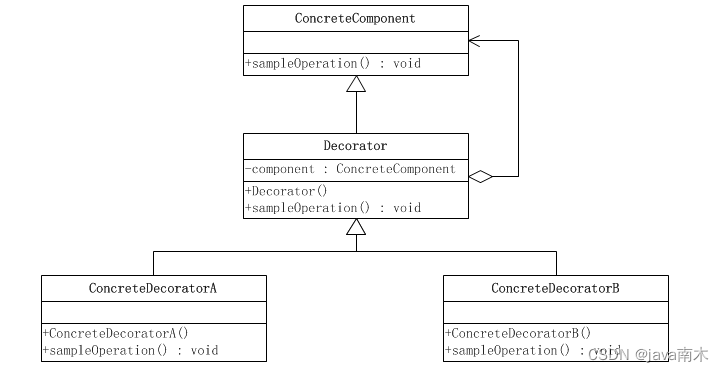 ConcreteComponent
+sampleOperation() : void
Decorator
-component : ConcreteComponent
+Decorator()
+sampleOperation() : void
ConcreteDecoratorA
+ConcreteDecoratorA()
+sampleOperation() : void
ConcreteDecoratorB
+ConcreteDecoratorB()
+sampleOperation() : void
CSDN @java南木